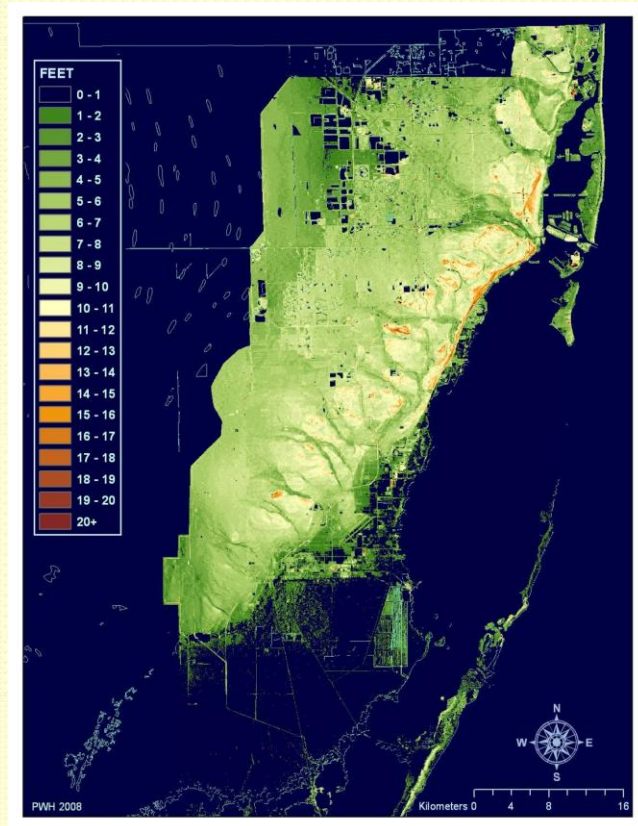 FEET
0 - 1
1 - 2
2 - 3
3 - 4
4 - 5
5 - 6
6 - 7
7 - 8
8 - 9
9 - 10
10 - 11
11 - 12
12 - 13
13 - 14
14 - 15
15 - 16
16 - 17
17 - 18
18 - 19
19 - 20
20+
N
W E
S
PWH 2008
Kilometers 0 4 8 16